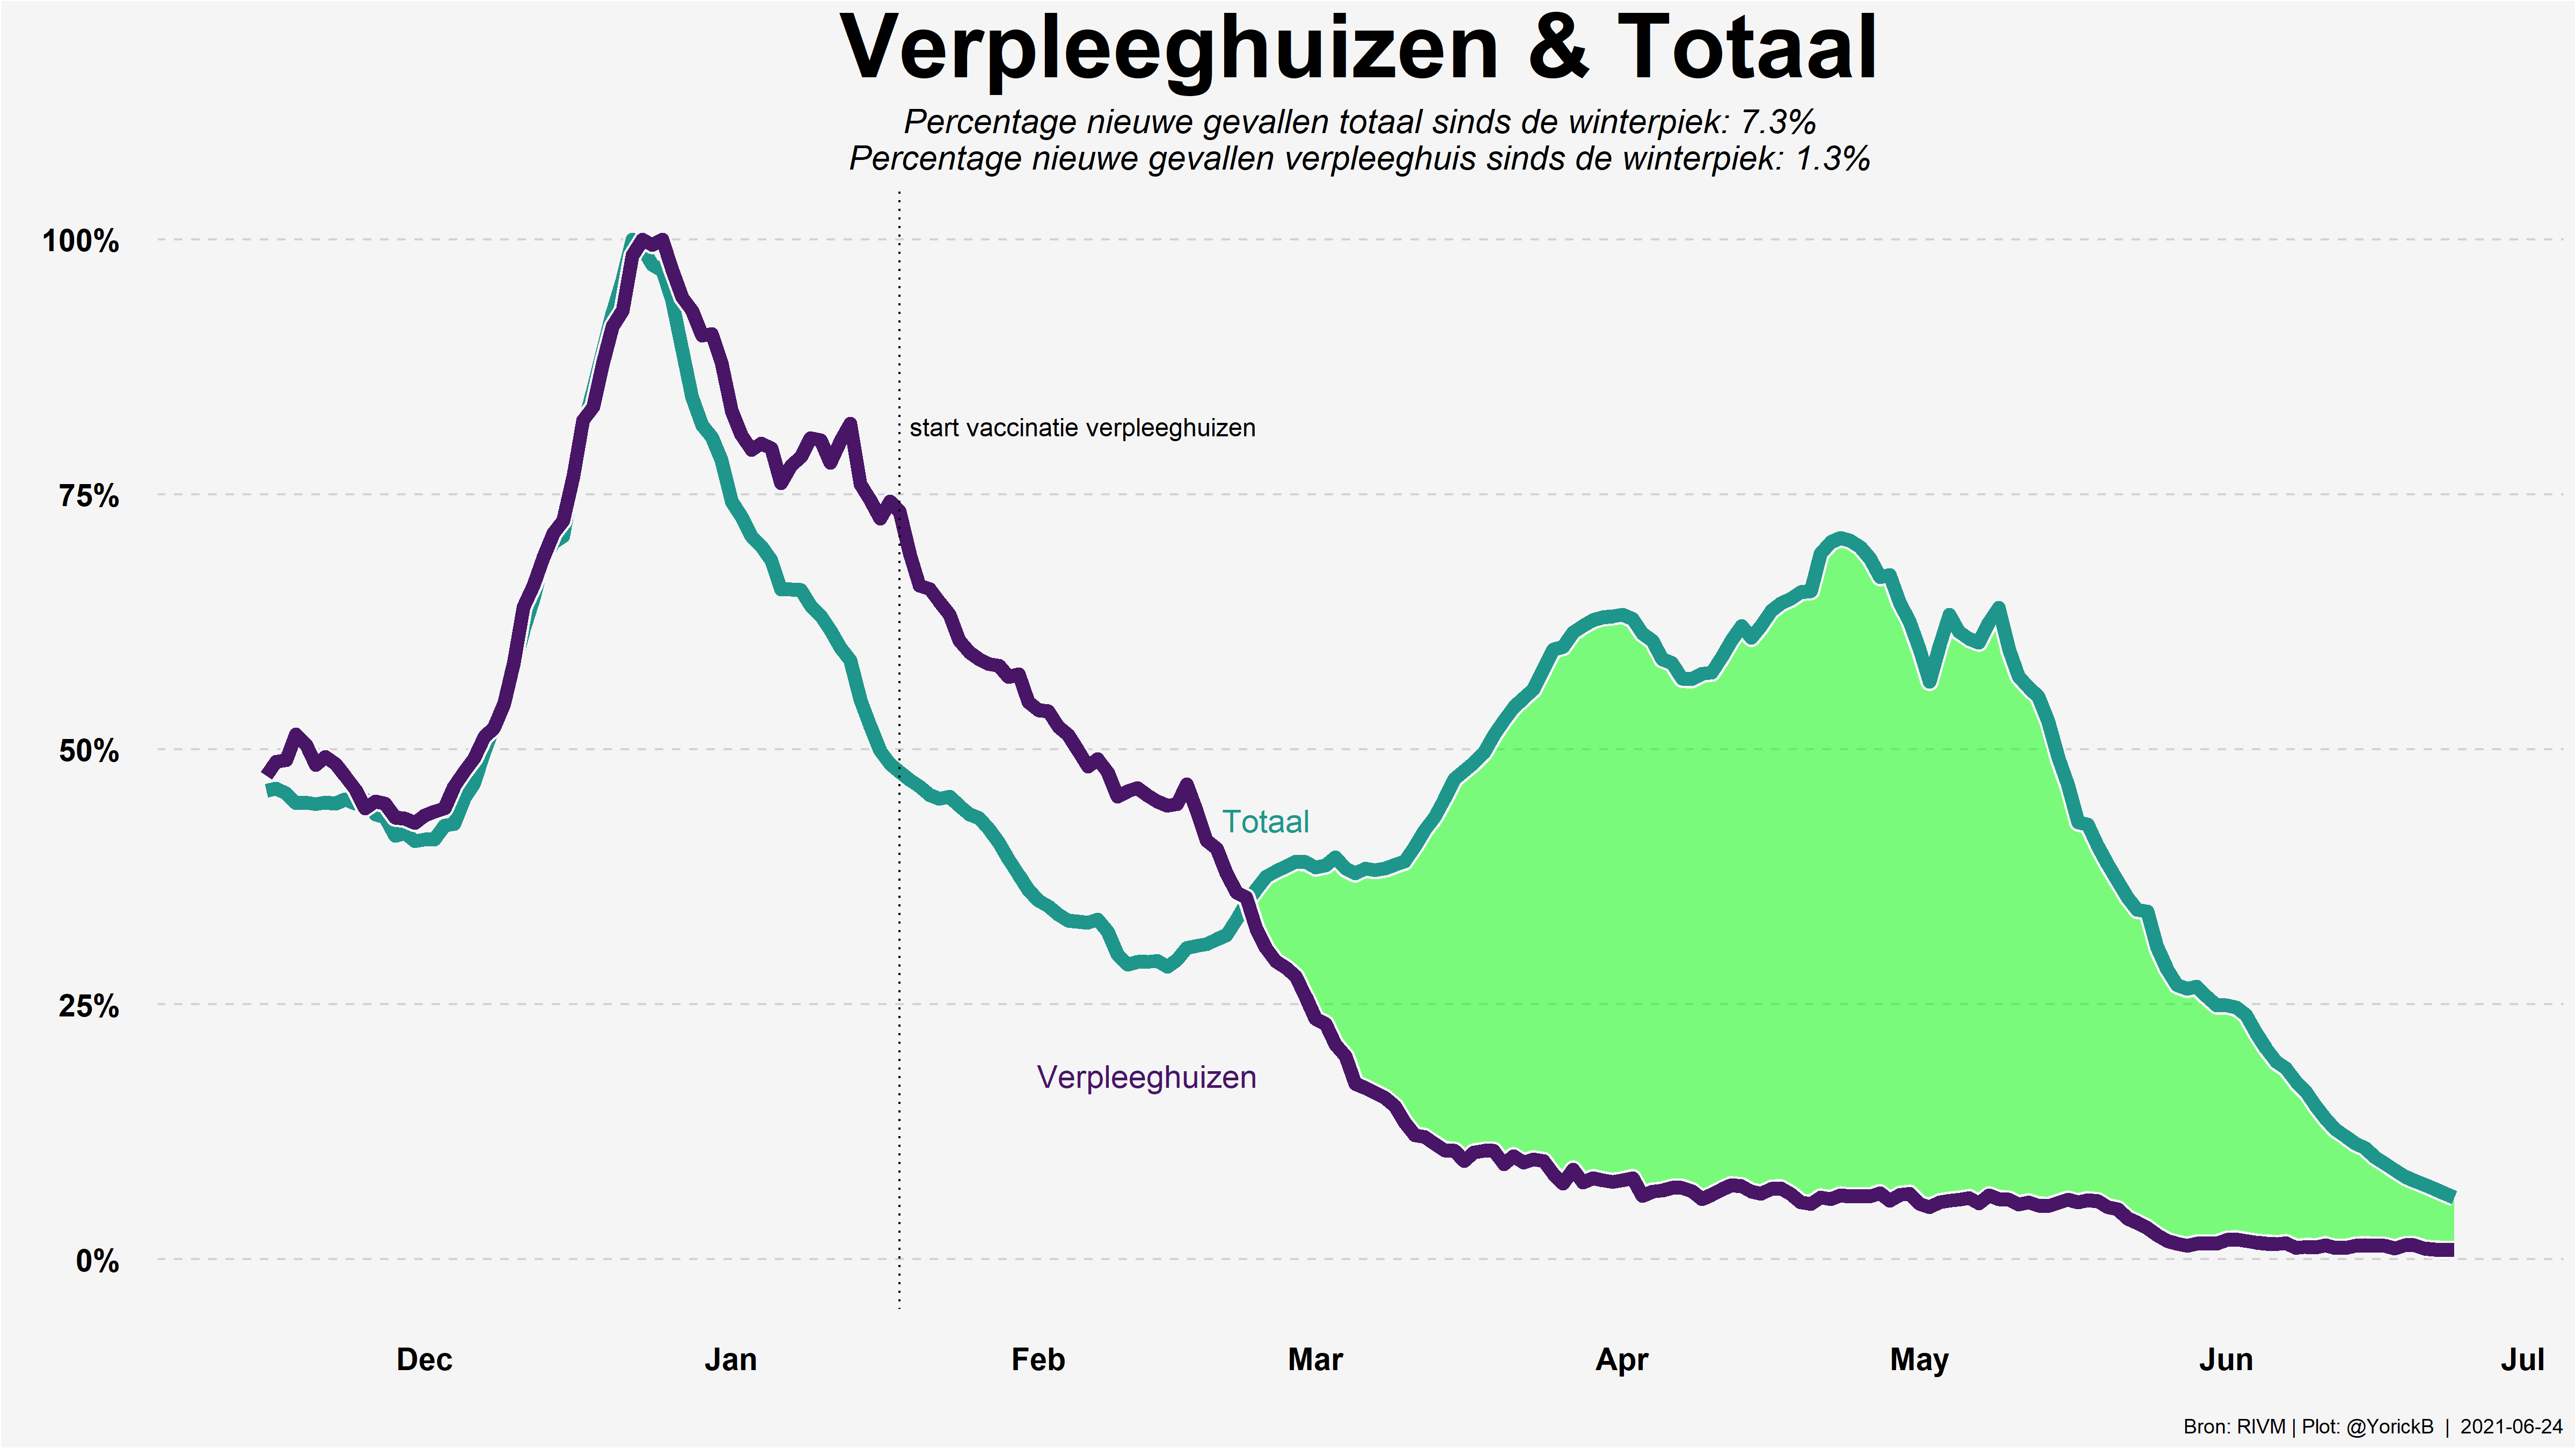 Verpleeghuizen & Totaal
Percentage nieuwe gevallen totaal sinds de winterpiek: 7.3%
Percentage nieuwe gevallen verpleeghuis sinds de winterpiek: 1.3%
100%
start vaccinatie verpleeghuizen
75%
50%
Totaal
25%
Verpleeghuizen
0%
Dec Jan Feb Mar Apr May Jun Jul
Bron: RIVM | Plot: @YorickB | 2021-06-24